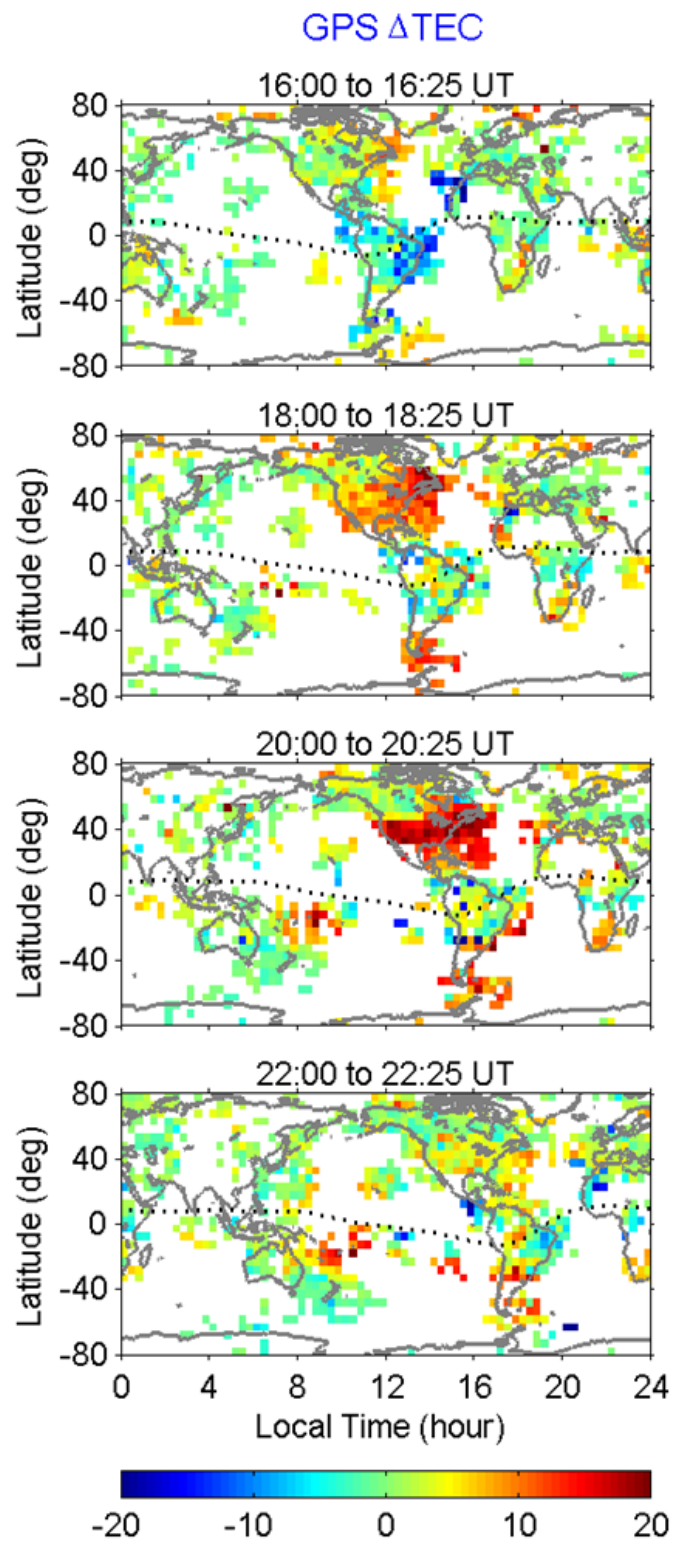 GPS ΔTEC
16:00 to 16:25 UT
80
40
0
-40
-80
Latitude (deg)
18:00 to 18:25 UT
80
40
0
-40
-80
Latitude (deg)
20:00 to 20:25 UT
80
40
0
-40
-80
Latitude (deg)
22:00 to 22:25 UT
80
40
0
-40
-80
Latitude (deg)
0 4 8 12 16 20 24
Local Time (hour)
-20 -10 0 10 20